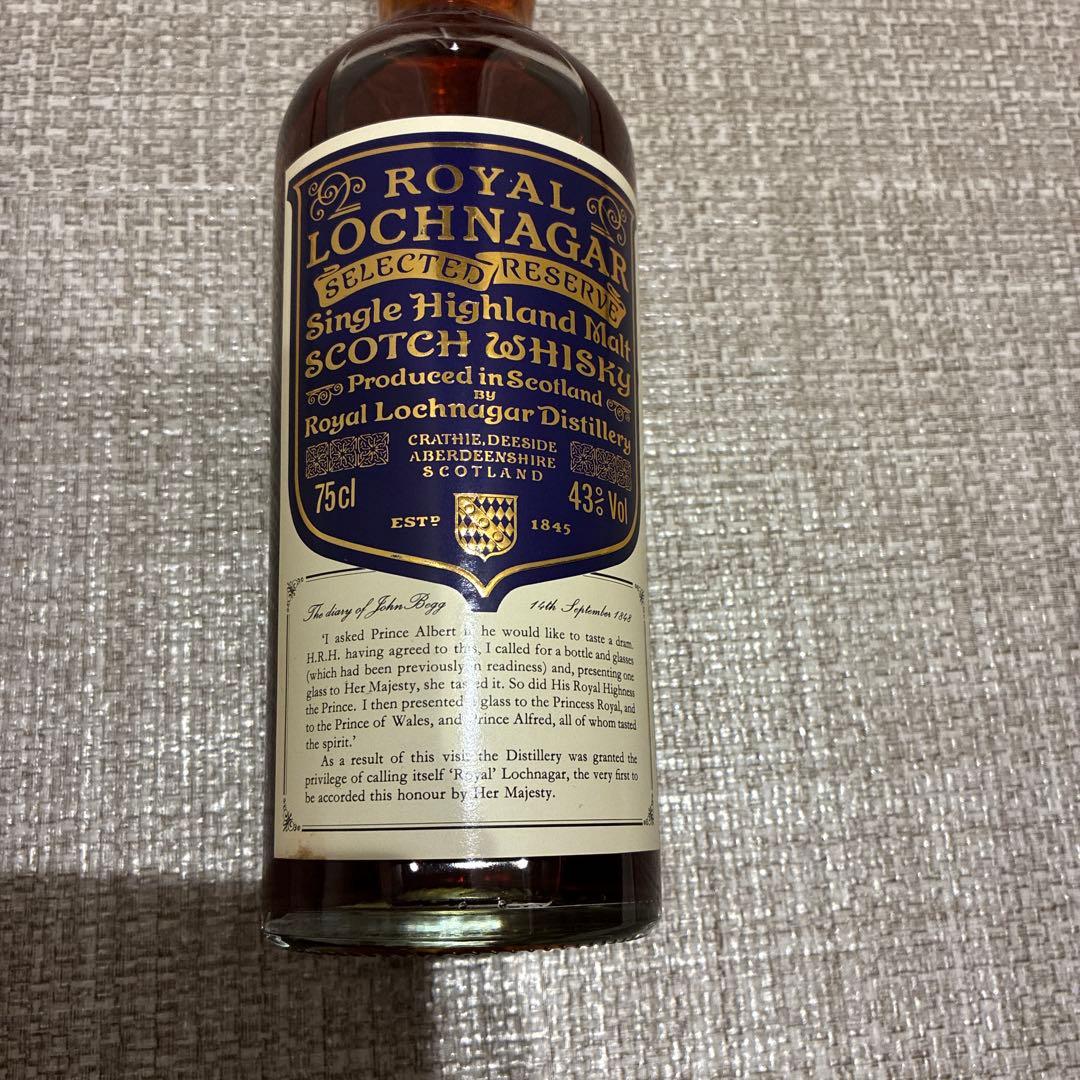 ROYAL
LOCHNAGAR
SELECTED RESERVE
Single Highland Malt
SCOTCH WHISKY
Produced in Scotland
BY
Royal Lochnagar Distillery
CRATHIE, DEESIDE
ABERDEENSHIRE
SCOTLAND
75cl
43% Vol
ESTD 1845
The diary of John Begg 14th September 1848
'I asked Prince Albert if he would like to taste a dram.
H.R.H. having agreed to this, I called for a bottle and glasses
(which had been previously in readiness) and, presenting one
glass to Her Majesty, she tasted it. So did His Royal Highness
the Prince. I then presented a glass to the Princess Royal, and
to the Prince of Wales, and Prince Alfred, all of whom tasted
the spirit.'
As a result of this visit the Distillery was granted the
privilege of calling itself 'Royal' Lochnagar, the very first to
be accorded this honour by Her Majesty.